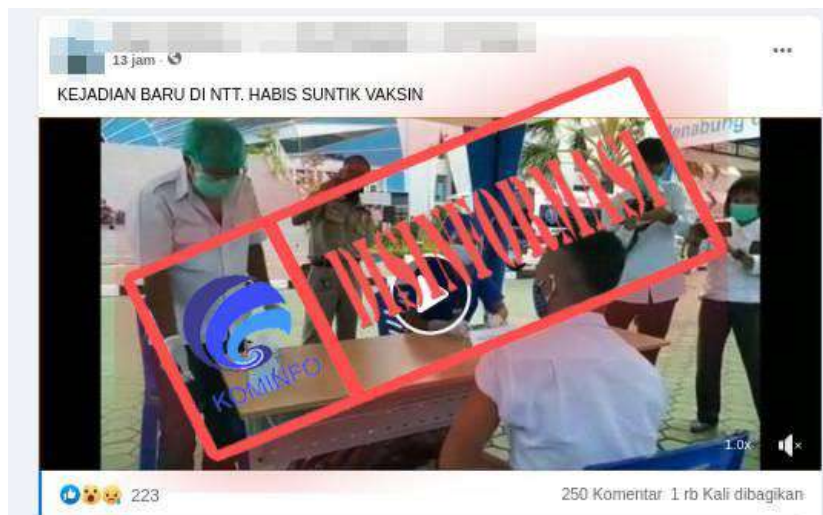 13 jam
KEJADIAN BARU DI NTT. HABIS SUNTIK VAKSIN
enabung
DISINFORMASI
KOMINFO
1.0x
223
250 Komentar 1 rb Kali dibagikan